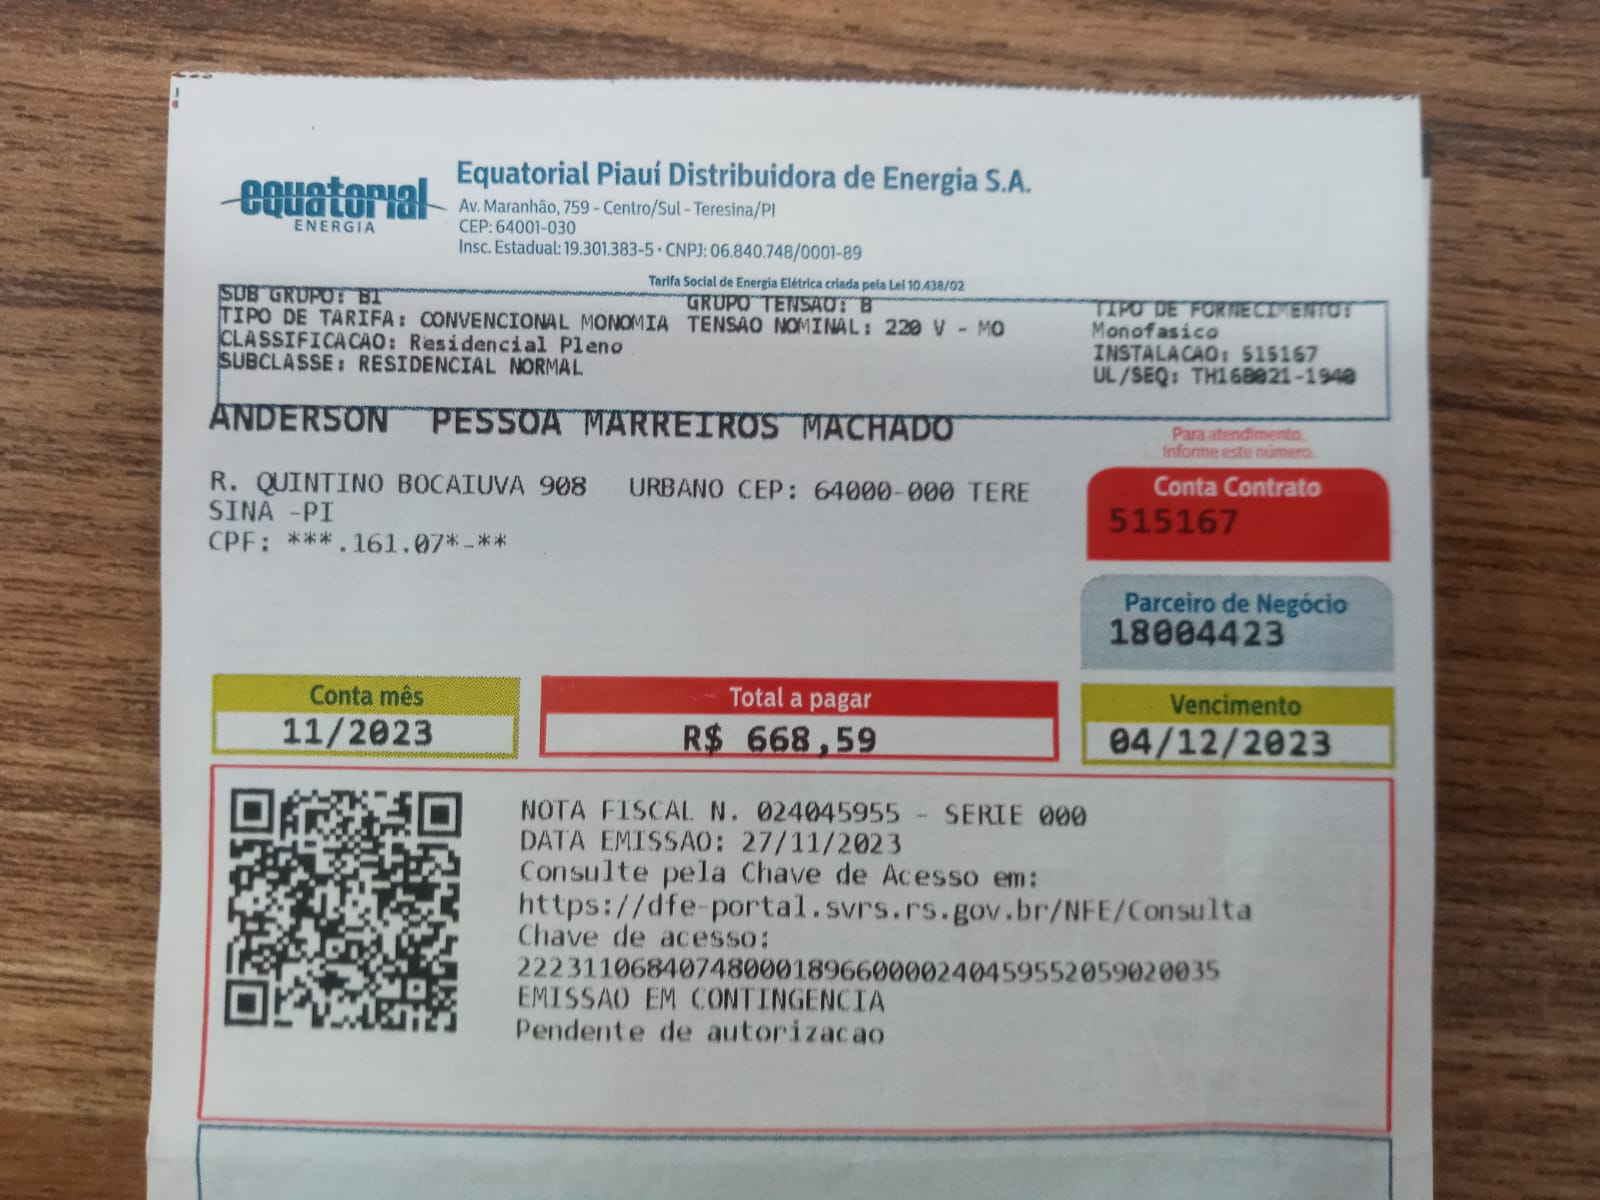 equatorial
ENERGIA
Equatorial Piauí Distribuidora de Energia S.A.
Av. Maranhão, 759 - Centro/Sul - Teresina/PI
CEP: 64001-030
Insc. Estadual: 19.301.383-5 • CNPJ: 06.840.748/0001-89
Tarifa Social de Energia Elétrica criada pela Lei 10.438/02
SUB GRUPO: B1 GRUPO TENSAO: B TIPO DE FORNECIMENTO:
TIPO DE TARIFA: CONVENCIONAL MONOMIA TENSAO NOMINAL: 220 V - MO Monofasico
CLASSIFICACAO: Residencial Pleno INSTALACAO: 515167
SUBCLASSE: RESIDENCIAL NORMAL UL/SEQ: TH16B021-1940
ANDERSON PESSOA MARREIROS MACHADO
Para atendimento,
informe este número.
R. QUINTINO BOCAIUVA 908 URBANO CEP: 64000-000 TERE
SINA -PI
CPF: ***.161.07*-**
Conta Contrato
515167
Parceiro de Negócio
18004423
Conta mês
11/2023
Total a pagar
R$ 668,59
Vencimento
04/12/2023
NOTA FISCAL N. 024045955 - SERIE 000
DATA EMISSAO: 27/11/2023
Consulte pela Chave de Acesso em:
https://dfe-portal.svrs.rs.gov.br/NFE/Consulta
Chave de acesso:
22231106840748000189660000240459552059020035
EMISSAO EM CONTINGENCIA
Pendente de autorizacao